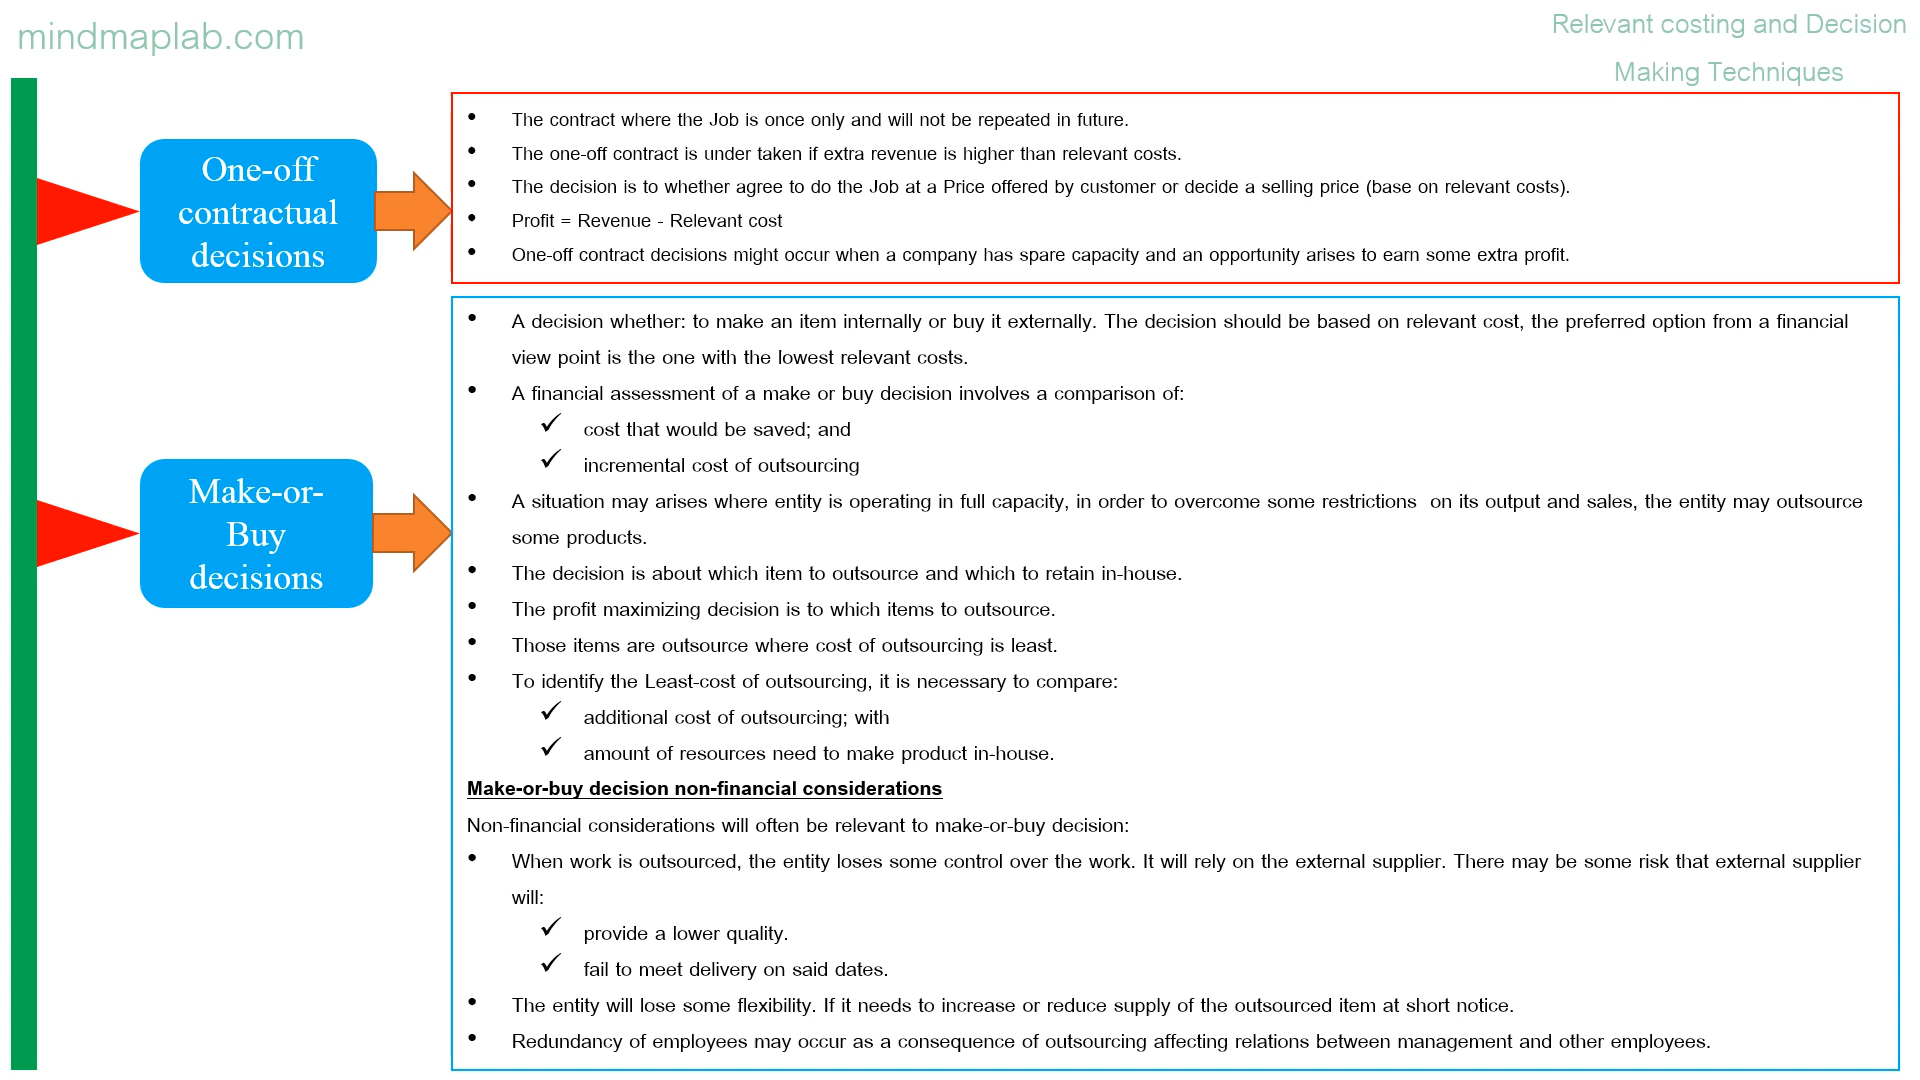 mindmaplab.com
Relevant costing and Decision
Making Techniques
One-off
contractual
decisions
• The contract where the Job is once only and will not be repeated in future.
• The one-off contract is under taken if extra revenue is higher than relevant costs.
• The decision is to whether agree to do the Job at a Price offered by customer or decide a selling price (base on relevant costs).
• Profit = Revenue - Relevant cost
• One-off contract decisions might occur when a company has spare capacity and an opportunity arises to earn some extra profit.
Make-or-
Buy
decisions
• A decision whether: to make an item internally or buy it externally. The decision should be based on relevant cost, the preferred option from a financial
view point is the one with the lowest relevant costs.
• A financial assessment of a make or buy decision involves a comparison of:
✓ cost that would be saved; and
✓ incremental cost of outsourcing
• A situation may arises where entity is operating in full capacity, in order to overcome some restrictions on its output and sales, the entity may outsource
some products.
• The decision is about which item to outsource and which to retain in-house.
• The profit maximizing decision is to which items to outsource.
• Those items are outsource where cost of outsourcing is least.
• To identify the Least-cost of outsourcing, it is necessary to compare:
✓ additional cost of outsourcing; with
✓ amount of resources need to make product in-house.
Make-or-buy decision non-financial considerations
Non-financial considerations will often be relevant to make-or-buy decision:
• When work is outsourced, the entity loses some control over the work. It will rely on the external supplier. There may be some risk that external supplier
will:
✓ provide a lower quality.
✓ fail to meet delivery on said dates.
• The entity will lose some flexibility. If it needs to increase or reduce supply of the outsourced item at short notice.
• Redundancy of employees may occur as a consequence of outsourcing affecting relations between management and other employees.